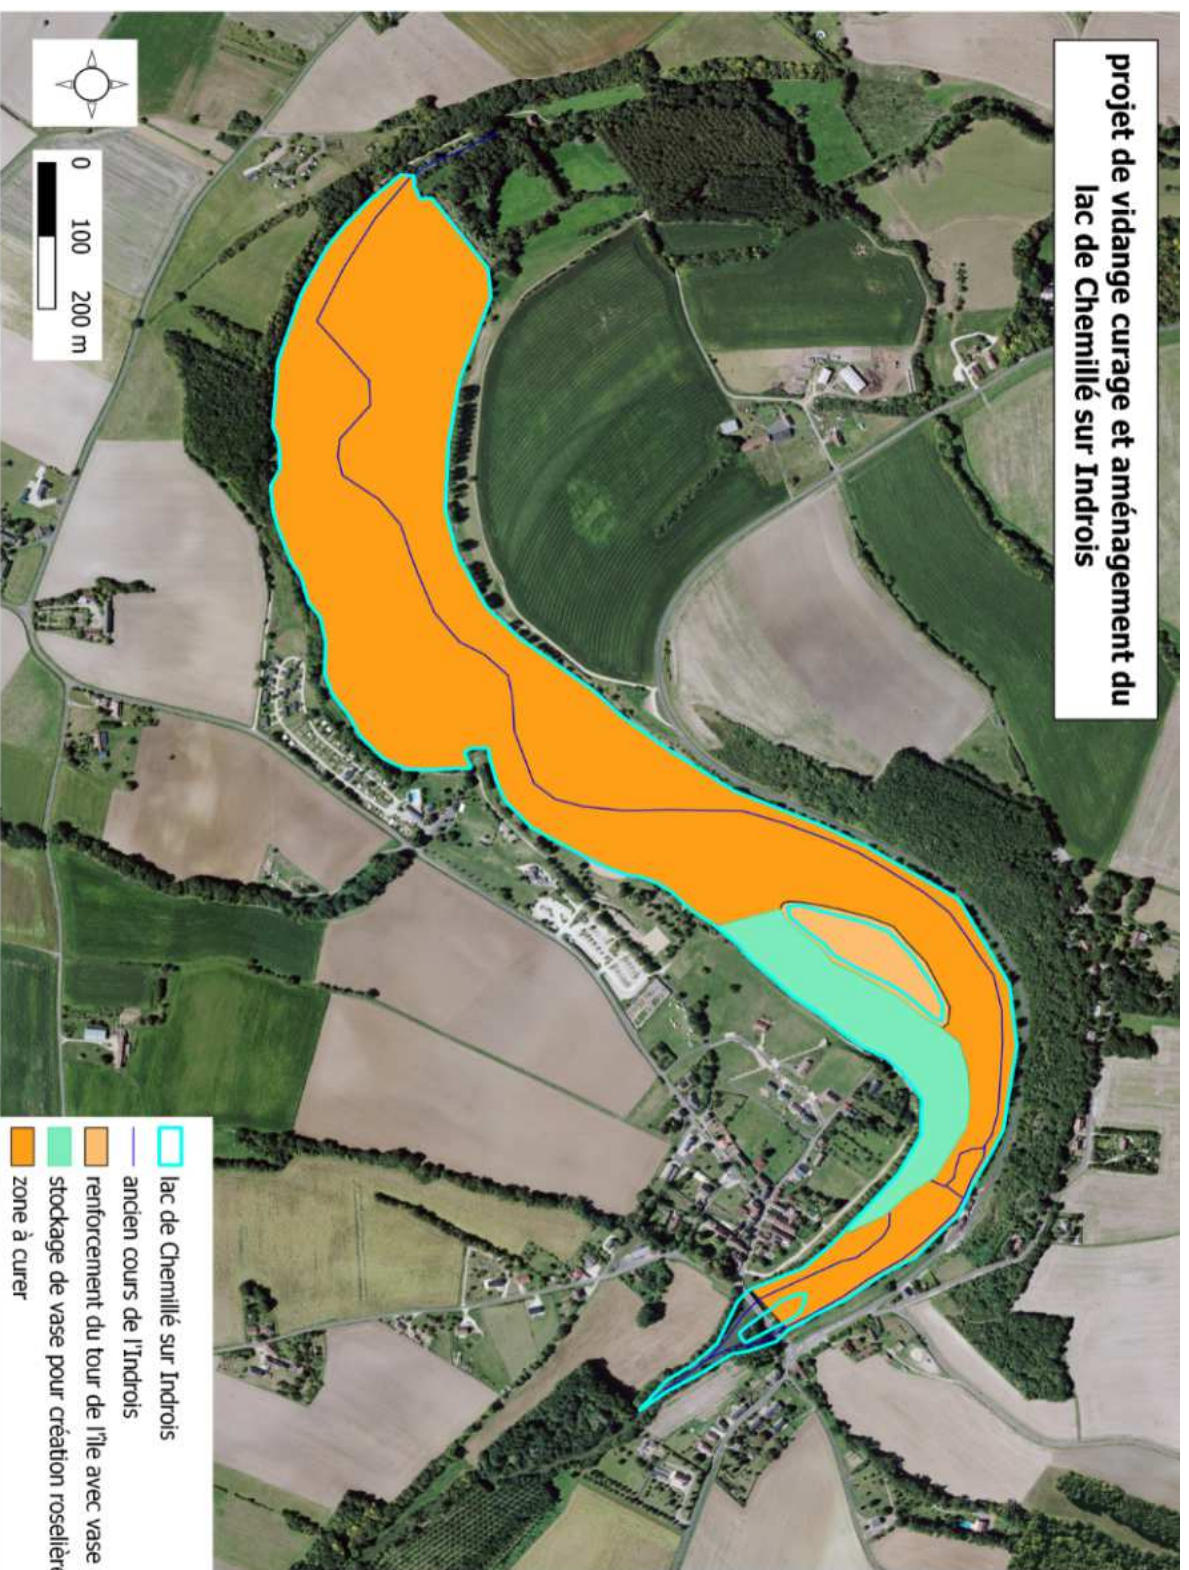 projet de vidange curage et aménagement du
lac de Chemillé sur Indrois
0 100 200 m
lac de Chemillé sur Indrois
ancien cours de l'Indrois
renforcement du tour de l'île avec vase
stockage de vase pour création roselière
zone à curer